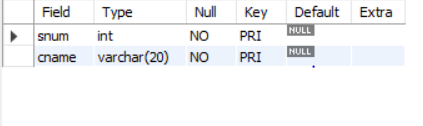 Field Type Null Key Default Extra
snum int NO PRI NULL
cname varchar(20) NO PRI NULL